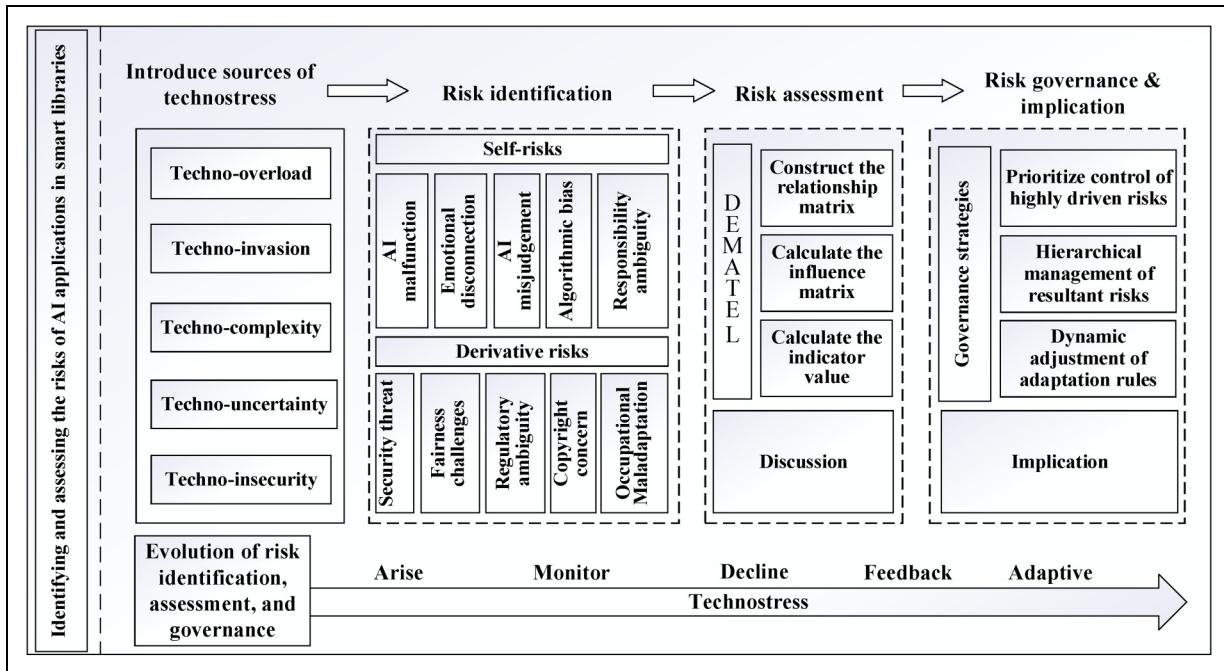 Identifying and assessing the risks of AI applications in smart libraries
Introduce sources of
technostress
Risk identification
Risk assessment
Risk governance &
implication
Techno-overload
Techno-invasion
Techno-complexity
Techno-uncertainty
Techno-insecurity
Self-risks
AI
malfunction
Emotional
disconnection
AI
misjudgement
Algorithmic bias
Responsibility
ambiguity
Derivative risks
Security threat
Fairness
challenges
Regulatory
ambiguity
Copyright
concern
Occupational
Maladaptation
DEMATEL
Construct the
relationship
matrix
Calculate the
influence
matrix
Calculate the
indicator
value
Discussion
Governance strategies
Prioritize control of
highly driven risks
Hierarchical
management of
resultant risks
Dynamic
adjustment of
adaptation rules
Implication
Evolution of risk
identification,
assessment, and
governance
Arise
Monitor
Decline
Feedback
Adaptive
Technostress